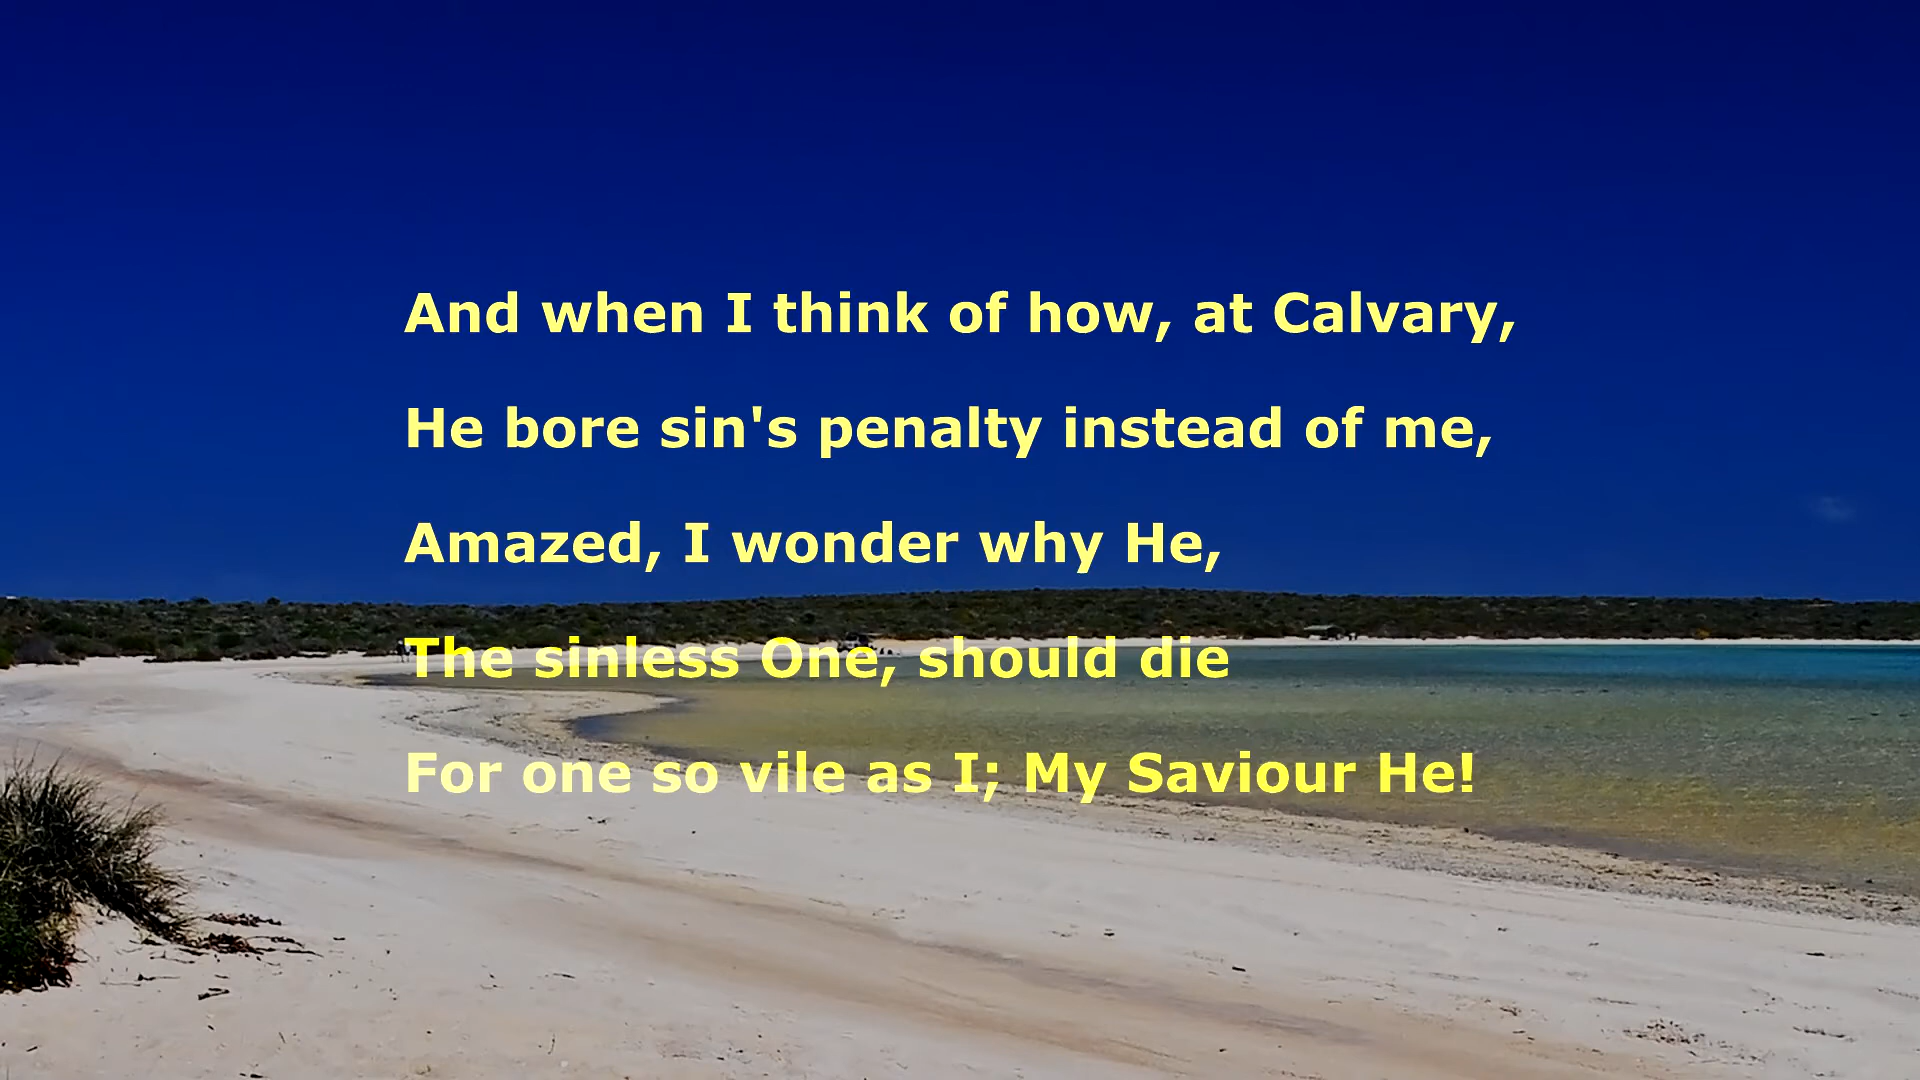 And when I think of how, at Calvary,
He bore sin's penalty instead of me,
Amazed, I wonder why He,
The sinless One, should die
For one so vile as I; My Saviour He!